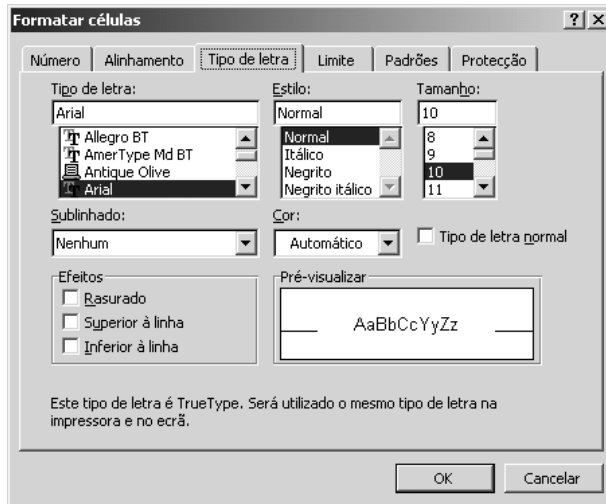 Formatar células
Número Alinhamento Tipo de letra Limite Padrões Protecção
Tipo de letra: Estilo: Tamanho:
Arial Normal 10
Allegro BT Normal 8
AmerType Md BT Itálico 9
Antique Olive Negrito 10
Arial Negrito itálico 11
Sublinhado: Cor:
Nenhum Automático Tipo de letra normal
Efeitos Pré-visualizar
Rasurado
Superior à linha AaBbCcYyZz
Inferior à linha
Este tipo de letra é TrueType. Será utilizado o mesmo tipo de letra na
impressora e no ecrã.
OK Cancelar